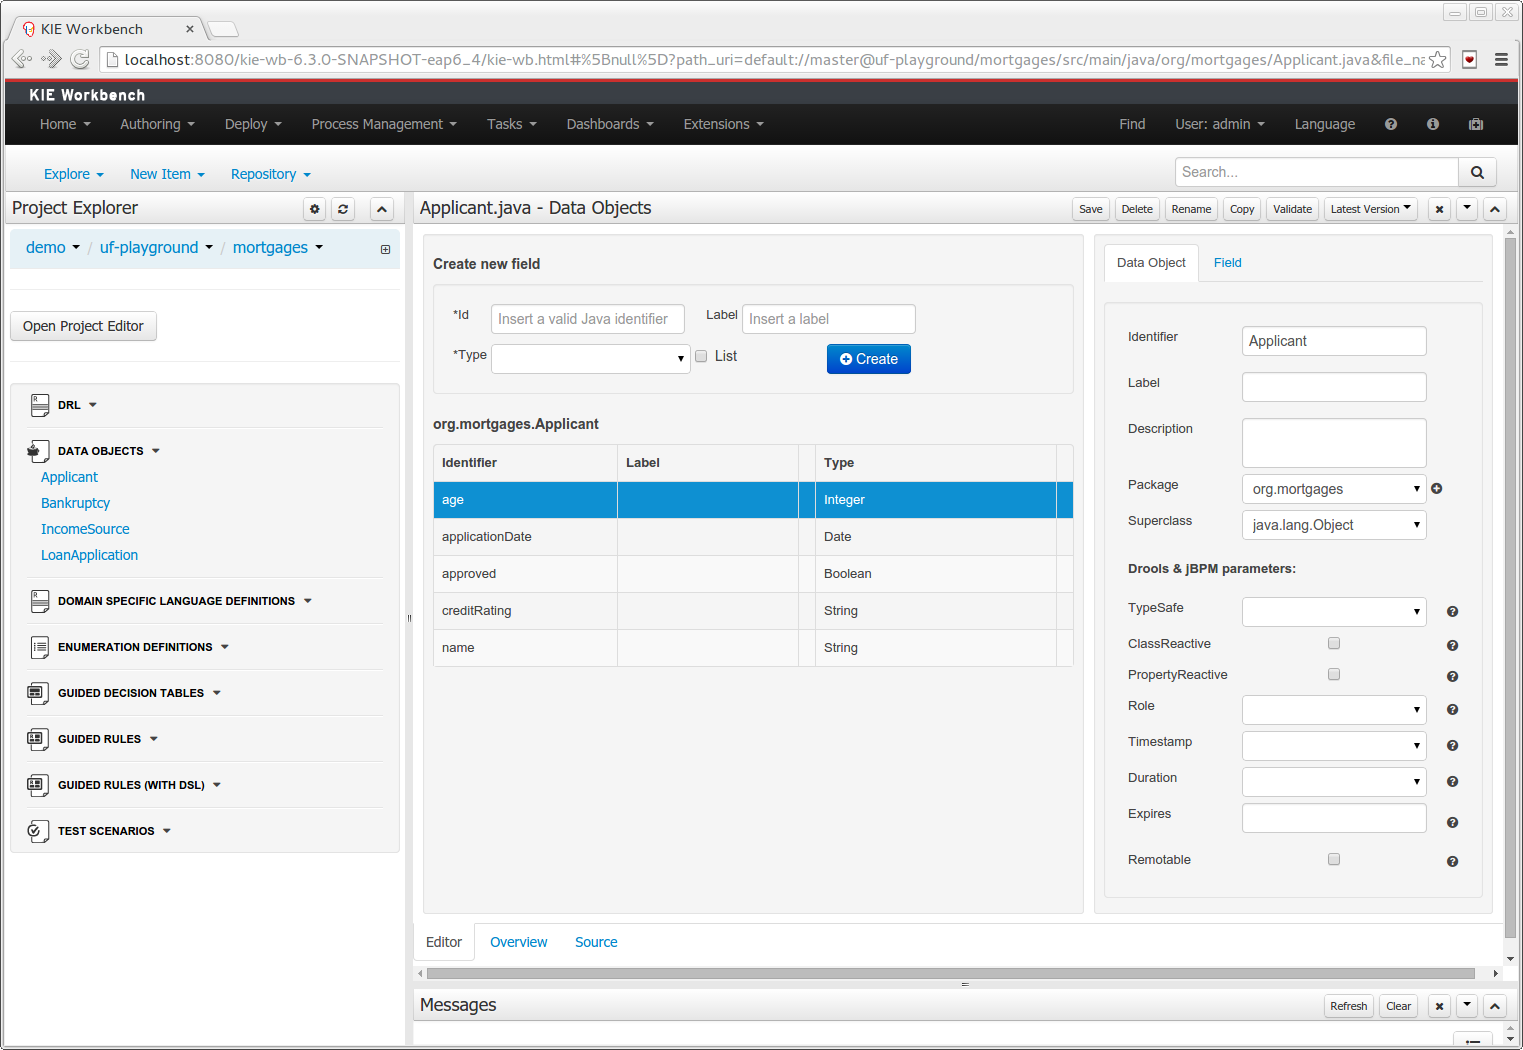 KIE Workbench
localhost:8080/kie-wb-6.3.0-SNAPSHOT-eap6_4/kie-wb.html#%5Bnull%5D?path_uri=default://master@uf-playground/mortgages/src/main/java/org/mortgages/Applicant.java&file_na
KIE Workbench
Home Authoring Deploy Process Management Tasks Dashboards Extensions Find User: admin Language
Explore New Item Repository Search...
Project Explorer
demo / uf-playground / mortgages
Open Project Editor
DRL
DATA OBJECTS
Applicant
Bankruptcy
IncomeSource
LoanApplication
DOMAIN SPECIFIC LANGUAGE DEFINITIONS
ENUMERATION DEFINITIONS
GUIDED DECISION TABLES
GUIDED RULES
GUIDED RULES (WITH DSL)
TEST SCENARIOS
Applicant.java - Data Objects Save Delete Rename Copy Validate Latest Version
Create new field
*Id Insert a valid Java identifier Label Insert a label
*Type List Create
org.mortgages.Applicant
Identifier Label Type
age Integer
applicationDate Date
approved Boolean
creditRating String
name String
Data Object Field
Identifier Applicant
Label
Description
Package org.mortgages
Superclass java.lang.Object
Drools & jBPM parameters:
TypeSafe
ClassReactive
PropertyReactive
Role
Timestamp
Duration
Expires
Remotable
Editor Overview Source
Messages Refresh Clear